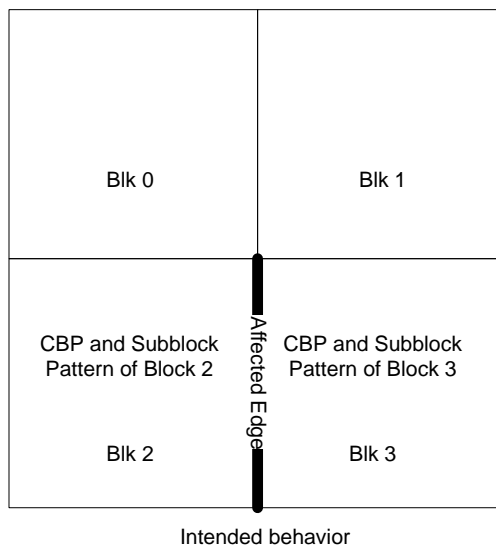 Blk 0
Blk 1
CBP and Subblock
Pattern of Block 2
Affected Edge
CBP and Subblock
Pattern of Block 3
Blk 2
Blk 3
Intended behavior